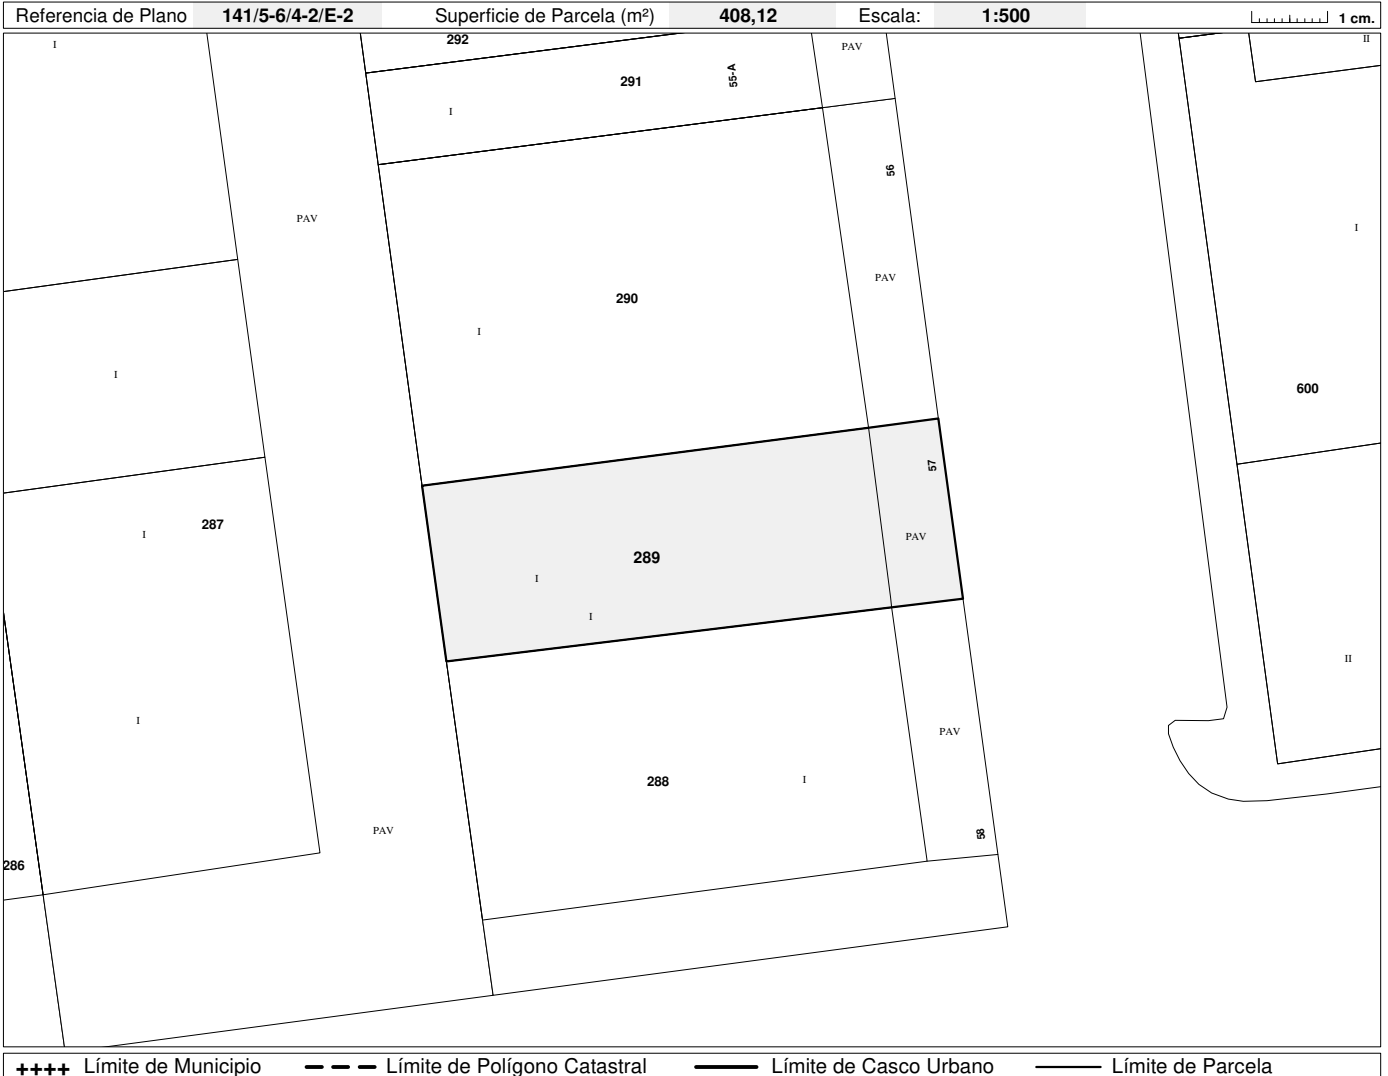 Referencia de Plano 141/5-6/4-2/E-2 Superficie de Parcela (m²) 408,12 Escala: 1:500 1 cm.
I 292 PAV II
291 55-A
I
56
PAV
I
PAV
290
I
I
600
57
287
I
PAV
289
I
I
II
I
PAV
288
I
PAV
58
286
++++ Límite de Municipio Límite de Polígono Catastral Límite de Casco Urbano Límite de Parcela